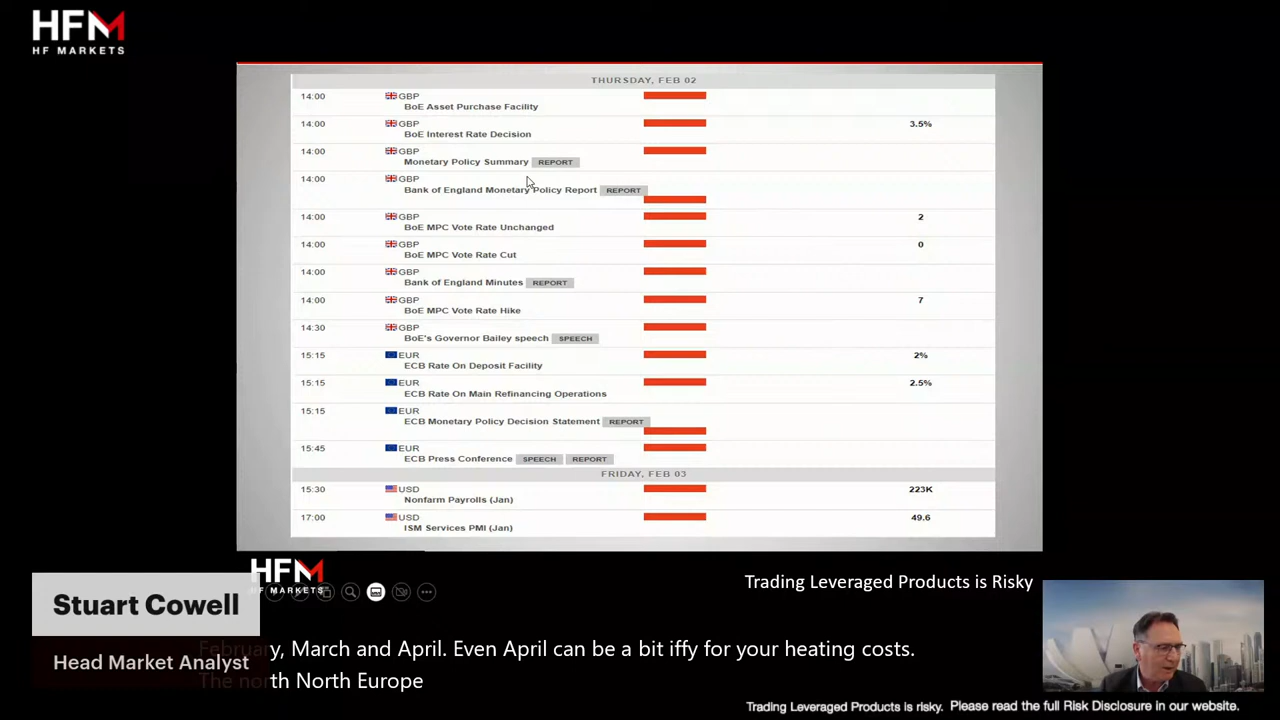 HFM
HF MARKETS
THURSDAY, FEB 02
14:00 GBP
BoE Asset Purchase Facility
14:00 GBP 3.5%
BoE Interest Rate Decision
14:00 GBP
Monetary Policy Summary REPORT
14:00 GBP
Bank of England Monetary Policy Report REPORT
14:00 GBP 2
BoE MPC Vote Rate Unchanged
14:00 GBP 0
BoE MPC Vote Rate Cut
14:00 GBP
Bank of England Minutes REPORT
14:00 GBP 7
BoE MPC Vote Rate Hike
14:30 GBP
BoE's Governor Bailey speech SPEECH
15:15 EUR 2%
ECB Rate On Deposit Facility
15:15 EUR 2.5%
ECB Rate On Main Refinancing Operations
15:15 EUR
ECB Monetary Policy Decision Statement REPORT
15:45 EUR
ECB Press Conference SPEECH REPORT
FRIDAY, FEB 03
15:30 USD 223K
Nonfarm Payrolls (Jan)
17:00 USD 49.6
ISM Services PMI (Jan)
HFM
HF MARKETS
Trading Leveraged Products is Risky
Stuart Cowell
Head Market Analyst
February, March and April. Even April can be a bit iffy for your heating costs.
The north North Europe
Trading Leveraged Products is risky. Please read the full Risk Disclosure in our website.